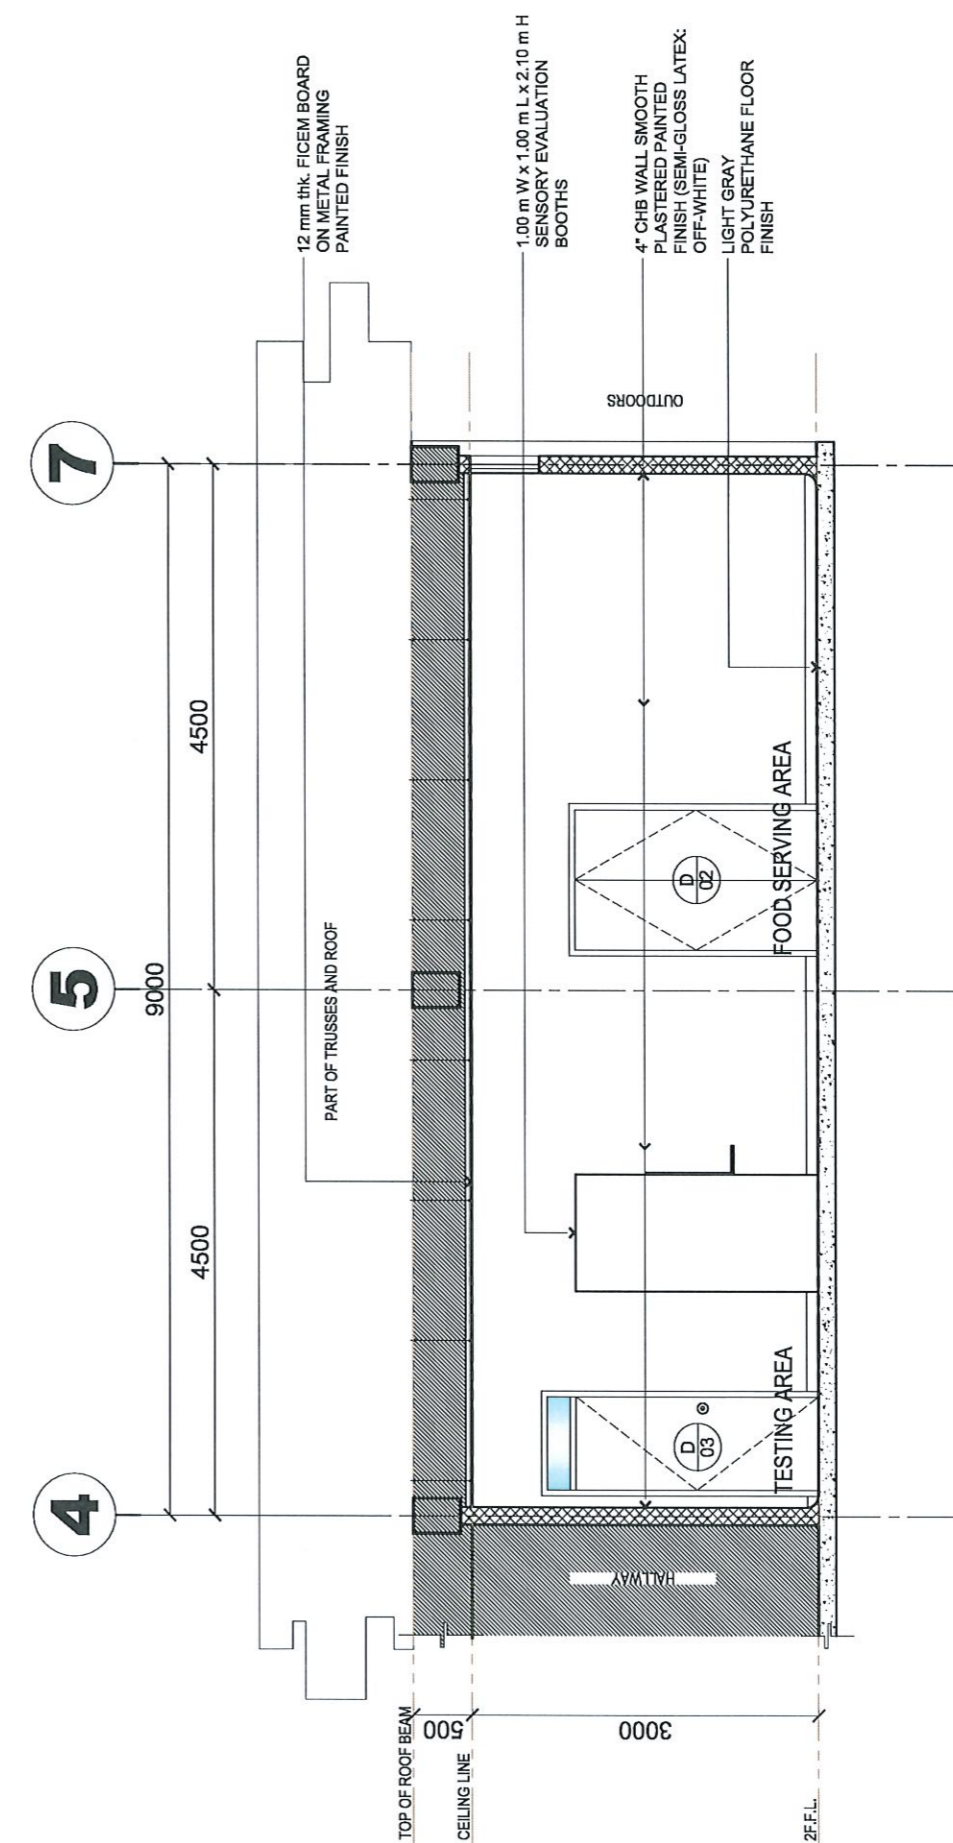 4
5
7
9000
4500
4500
12 mm thk. FICEM BOARD
ON METAL FRAMING
PAINTED FINISH
1.00 m W x 1.00 m L x 2.10 m H
SENSORY EVALUATION
BOOTHS
4" CHB WALL SMOOTH
PLASTERED PAINTED
FINISH (SEMI-GLOSS LATEX:
OFF-WHITE)
LIGHT GRAY
POLYURETHANE FLOOR
FINISH
PART OF TRUSSES AND ROOF
TOP OF ROOF BEAM
500
CEILING LINE
3000
2F.F.L.
HALLWAY
D
03
TESTING AREA
D
02
FOOD SERVING AREA
OUTDOORS